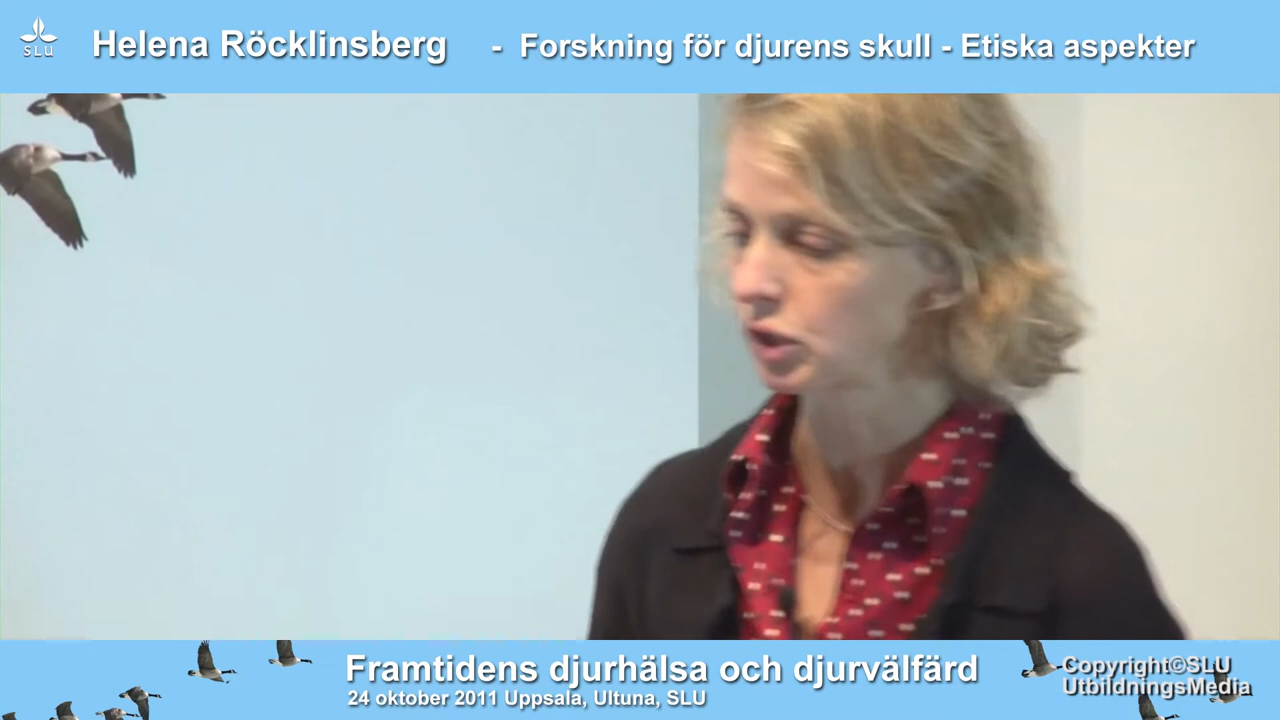 SLU
Helena Röcklinsberg - Forskning för djurens skull - Etiska aspekter
Framtidens djurhälsa och djurvälfärd
24 oktober 2011 Uppsala, Ultuna, SLU
Copyright©SLU
UtbildningsMedia